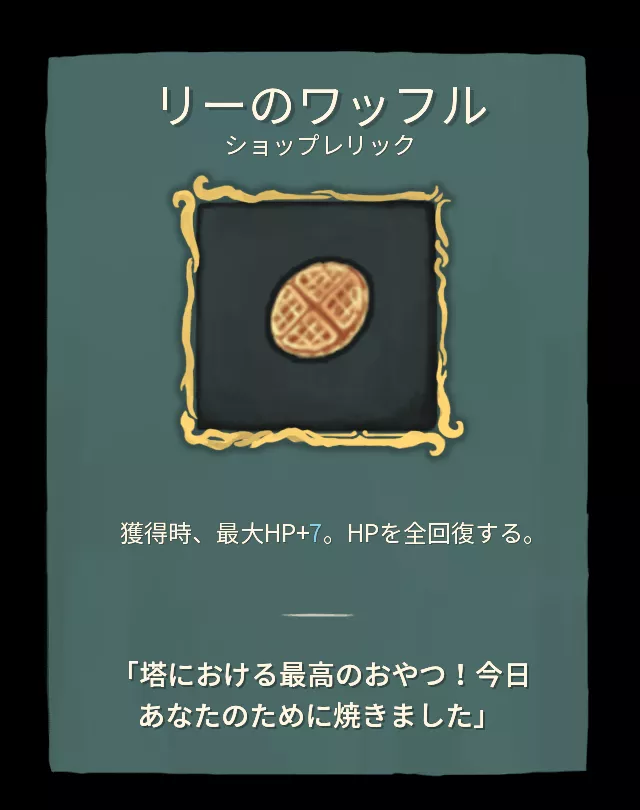 リーのワッフル
ショップレリック
獲得時、最大HP+7。HPを全回復する。
「塔における最高のおやつ！今日
あなたのために焼きました」